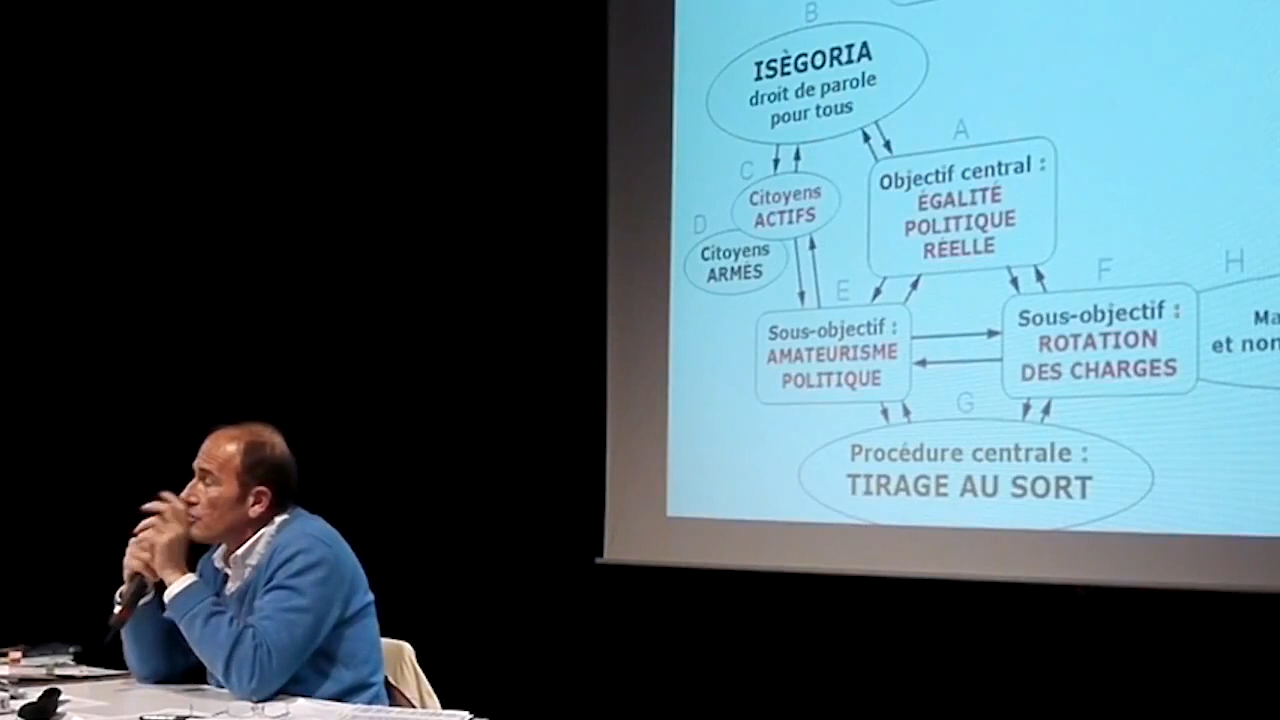 B
ISÈGORIA
droit de parole
pour tous
A
Objectif central :
ÉGALITÉ
POLITIQUE
RÉELLE
C
Citoyens
ACTIFS
D
Citoyens
ARMÉS
E
Sous-objectif :
AMATEURISME
POLITIQUE
F
Sous-objectif :
ROTATION
DES CHARGES
H
et
G
Procédure centrale :
TIRAGE AU SORT